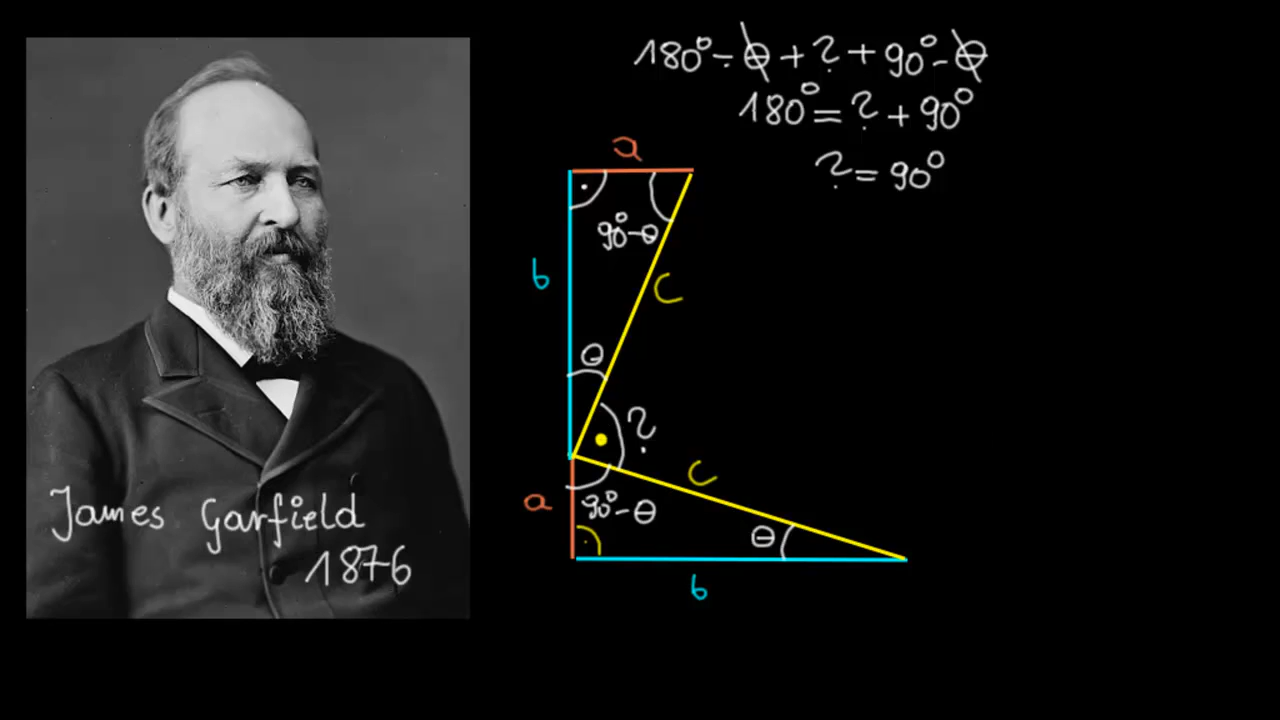 180° = θ + ? + 90° - θ
180° = ? + 90°
? = 90°
a
90° - θ
b
c
θ
?
c
a
90° - θ
θ
b
James Garfield
1876